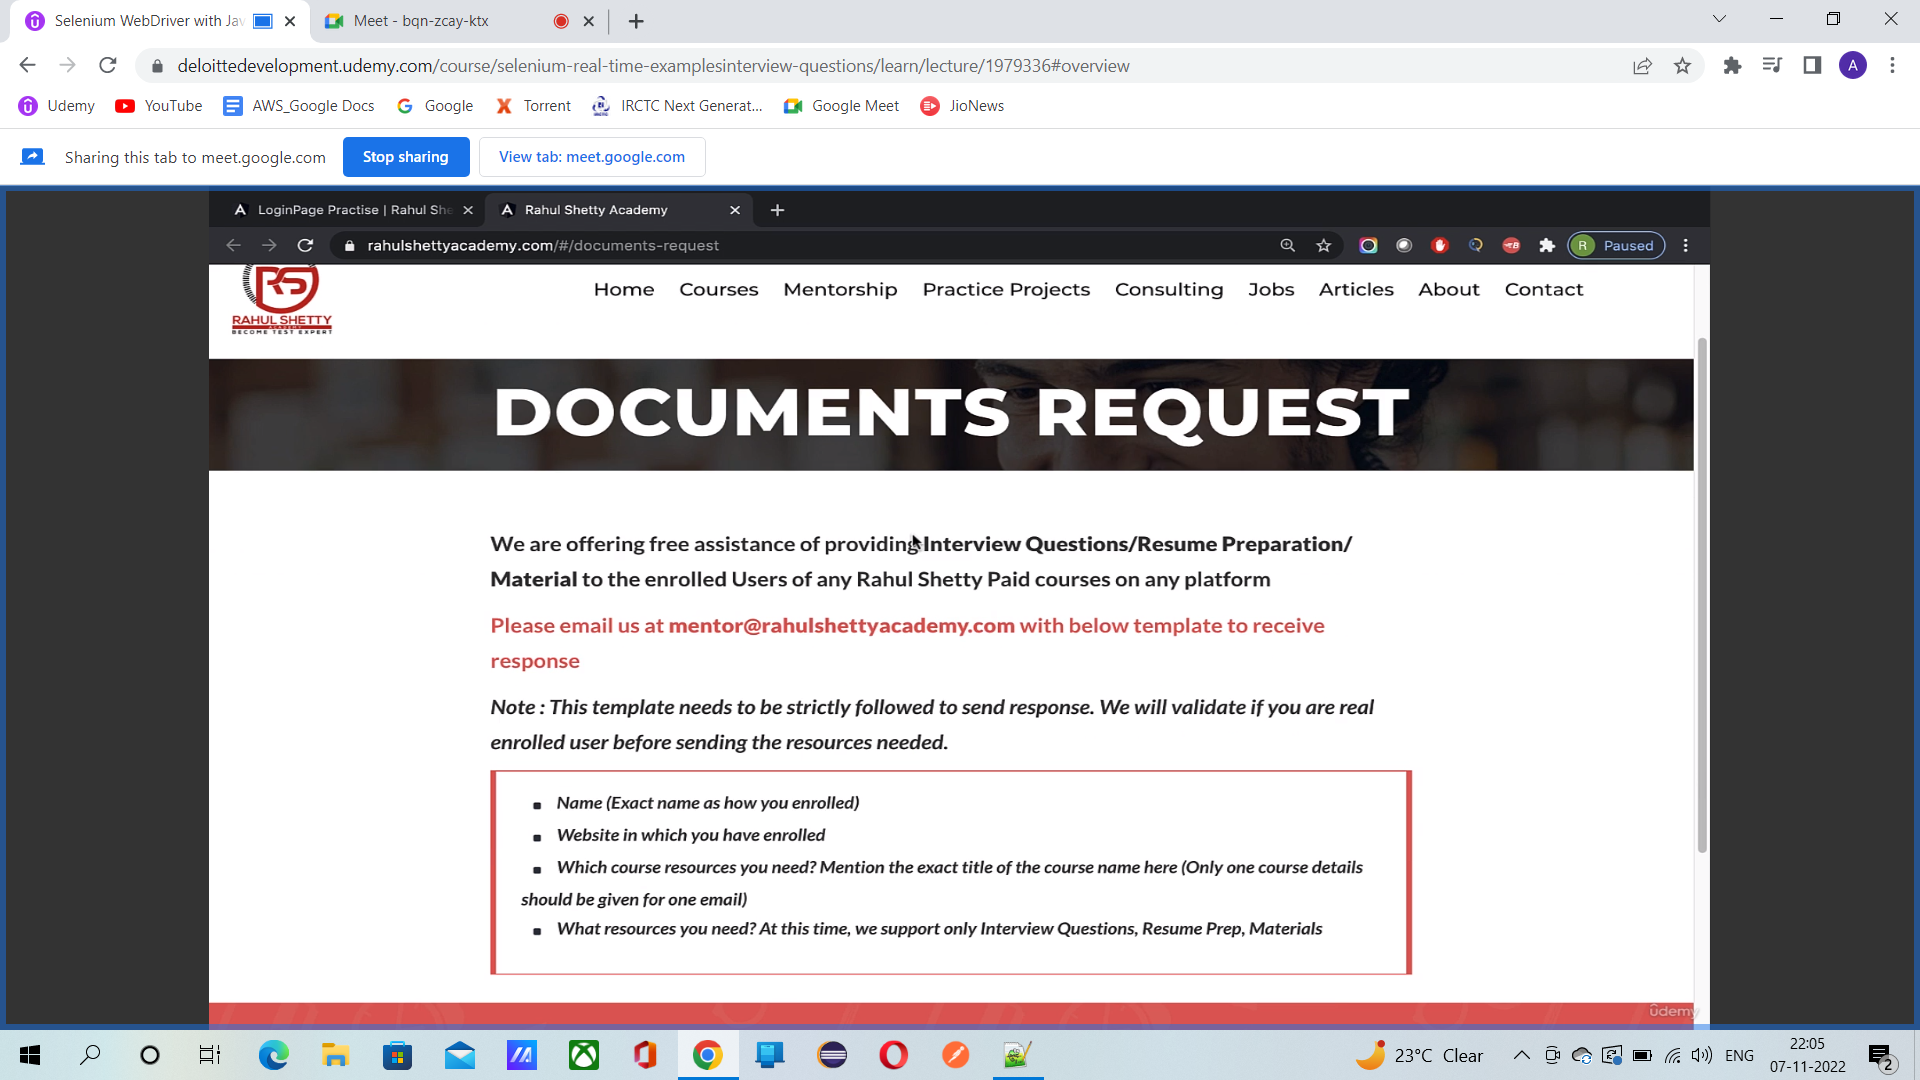 Selenium WebDriver with Jav
Meet - bqn-zcay-ktx
deloittedevelopment.udemy.com/course/selenium-real-time-examplesinterview-questions/learn/lecture/1979336#overview
A
Udemy
YouTube
AWS_Google Docs
Google
Torrent
IRCTC Next Generat...
Google Meet
JioNews
Sharing this tab to meet.google.com
Stop sharing
View tab: meet.google.com
LoginPage Practise | Rahul She
Rahul Shetty Academy
rahulshettyacademy.com/#/documents-request
R Paused
RS
RAHUL SHETTY
ACADEMY
BECOME TEST EXPERT
Home
Courses
Mentorship
Practice Projects
Consulting
Jobs
Articles
About
Contact
DOCUMENTS REQUEST
We are offering free assistance of providing Interview Questions/Resume Preparation/
Material to the enrolled Users of any Rahul Shetty Paid courses on any platform
Please email us at mentor@rahulshettyacademy.com with below template to receive
response
Note : This template needs to be strictly followed to send response. We will validate if you are real
enrolled user before sending the resources needed.
Name (Exact name as how you enrolled)
Website in which you have enrolled
Which course resources you need? Mention the exact title of the course name here (Only one course details
should be given for one email)
What resources you need? At this time, we support only Interview Questions, Resume Prep, Materials
ûdemy
23°C Clear
ENG
22:05
07-11-2022
2